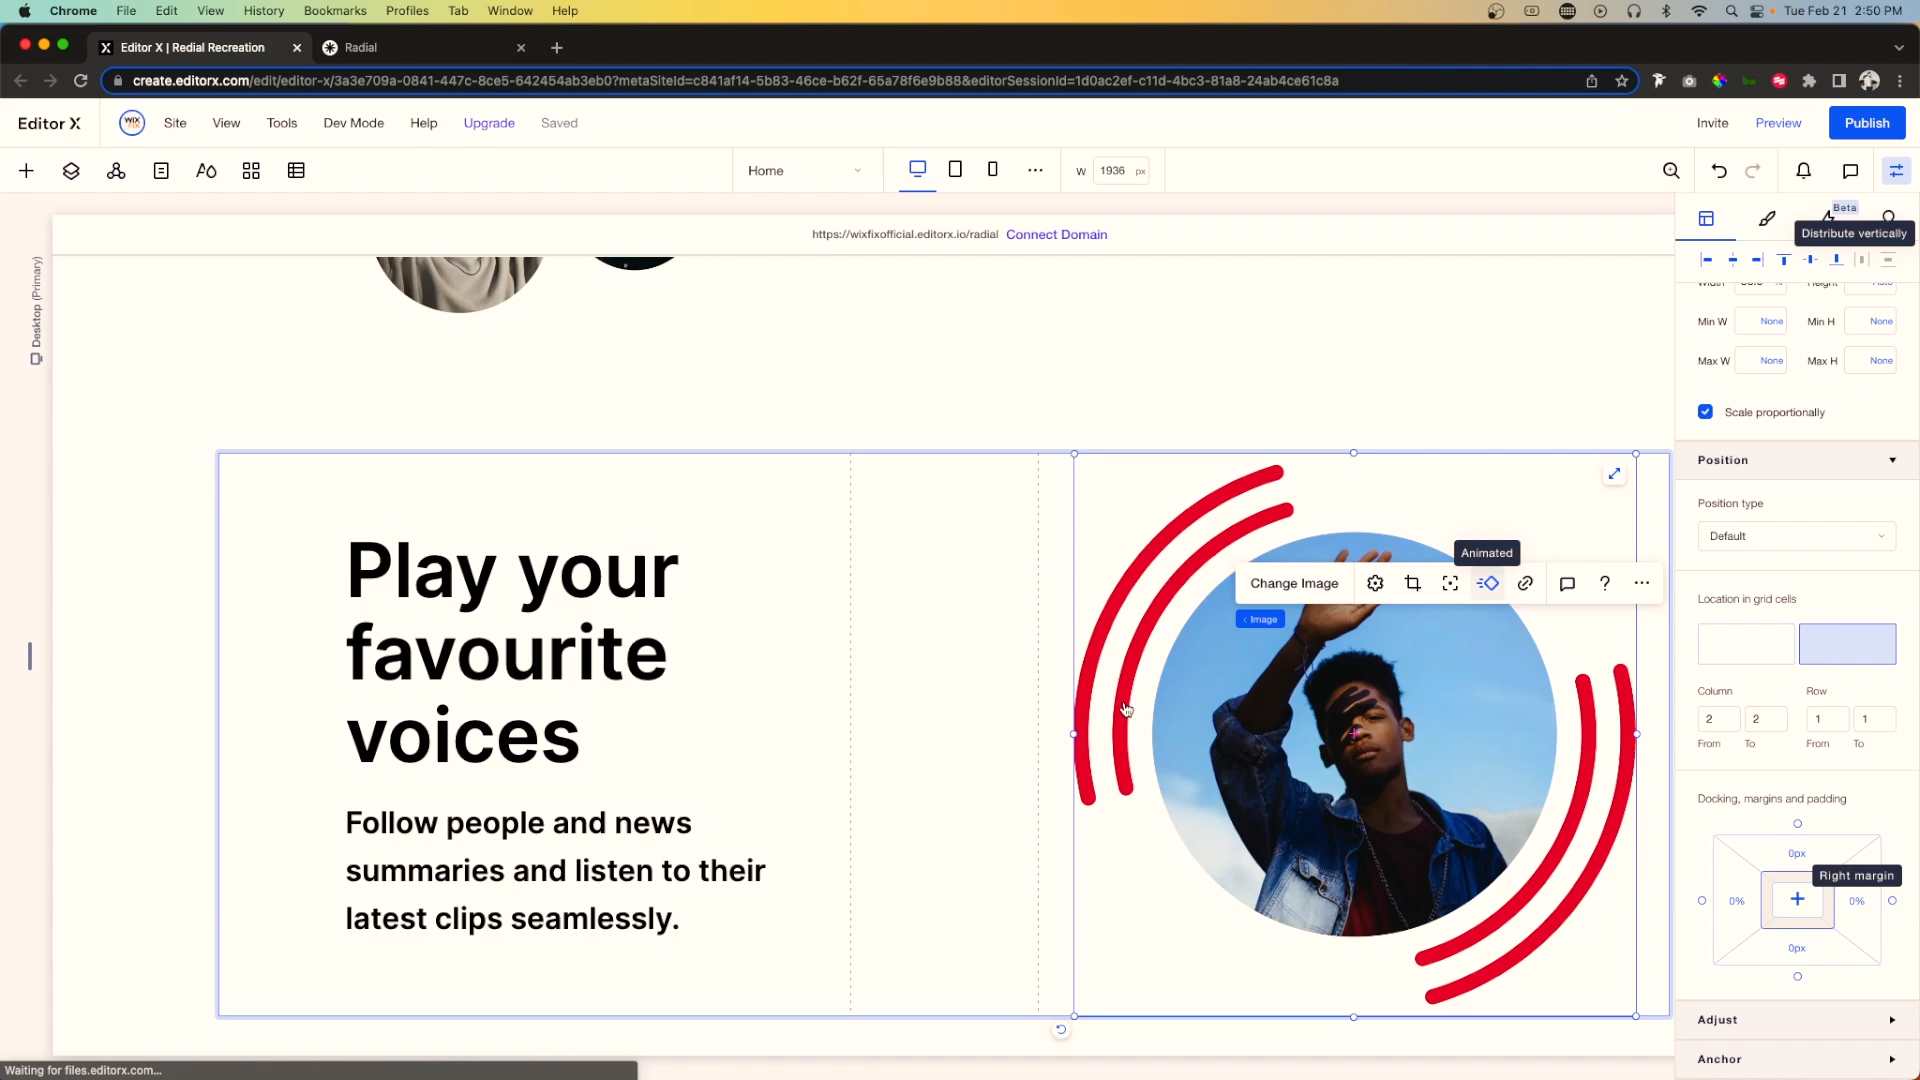 Chrome File Edit View History Bookmarks Profiles Tab Window Help
Tue Feb 21 2:50 PM
Editor X | Redial Recreation
Radial
create.editorx.com/edit/editor-x/3a3e709a-0841-447c-8ce5-642454ab3eb0?metaSiteId=c841af14-5b83-46ce-b62f-65a78f6e9b88&editorSessionId=1d0ac2ef-c11d-4bc3-81a8-24ab4ce61c8a
Editor X
WIX FIX
Site View Tools Dev Mode Help Upgrade Saved
Invite Preview Publish
Home
W 1936 px
Beta
Distribute vertically
https://wixfixofficial.editorx.io/radial Connect Domain
Desktop (Primary)
Min W None Min H None
Max W None Max H None
Scale proportionally
Position
Position type
Default
Location in grid cells
Column Row
2 2 1 1
From To From To
Docking, margins and padding
0px
Right margin
0% 0%
0px
Adjust
Anchor
Play your
favourite
voices
Follow people and news
summaries and listen to their
latest clips seamlessly.
Animated
Change Image
Image
Waiting for files.editorx.com...